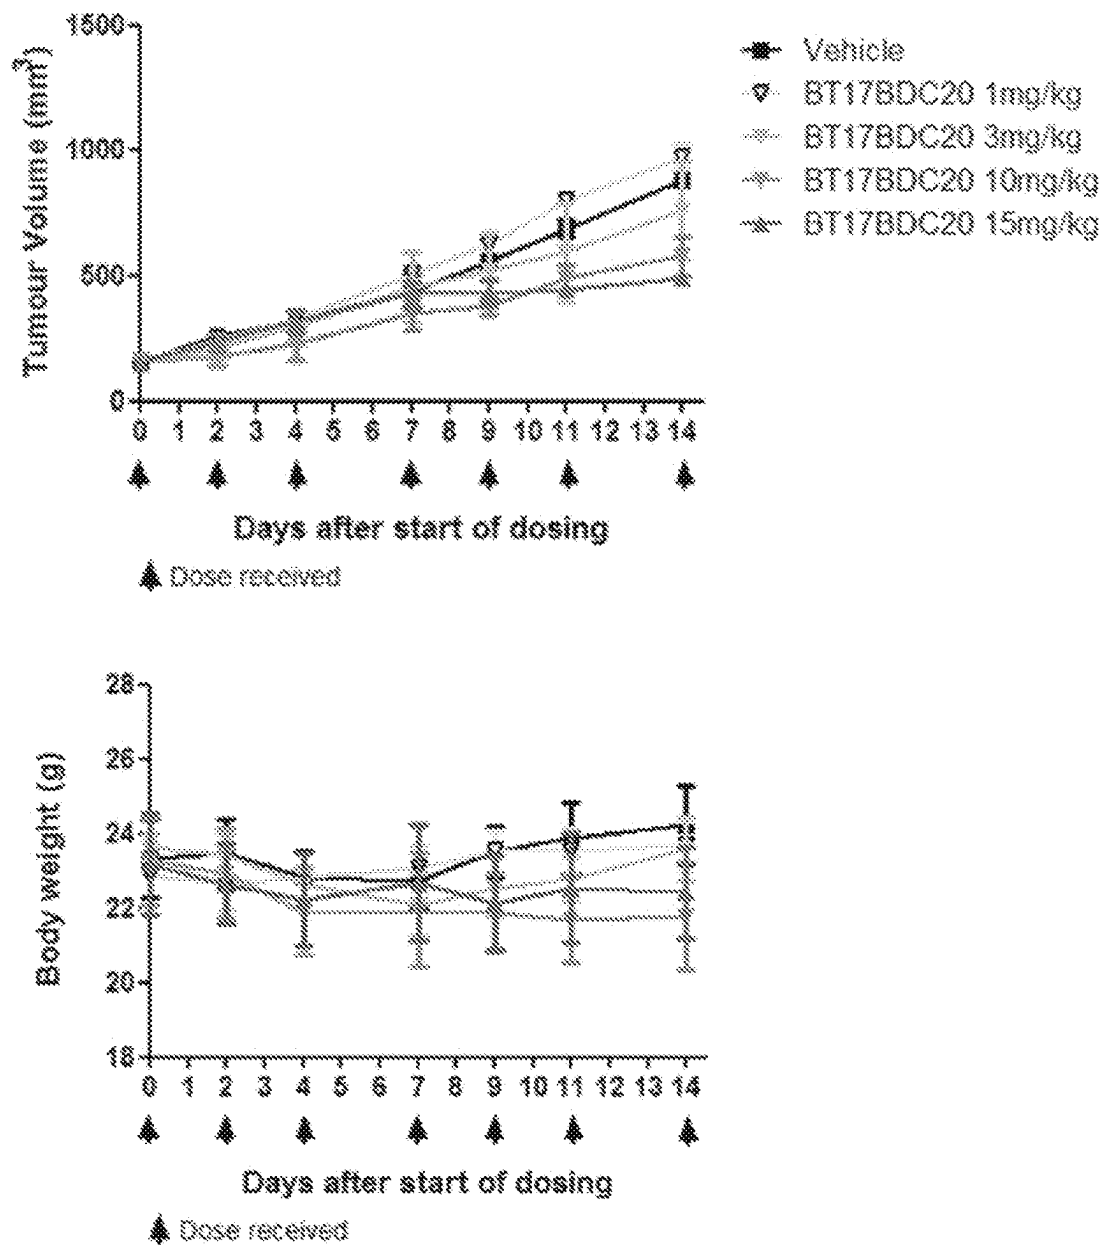 1500
1000
500
0
Tumour Volume (mm³)
0 1 2 3 4 5 6 7 8 9 10 11 12 13 14
Days after start of dosing
Dose received
Vehicle
BT17BDC20 1mg/kg
BT17BDC20 3mg/kg
BT17BDC20 10mg/kg
BT17BDC20 15mg/kg
28
26
24
22
20
18
Body weight (g)
0 1 2 3 4 5 6 7 8 9 10 11 12 13 14
Days after start of dosing
Dose received